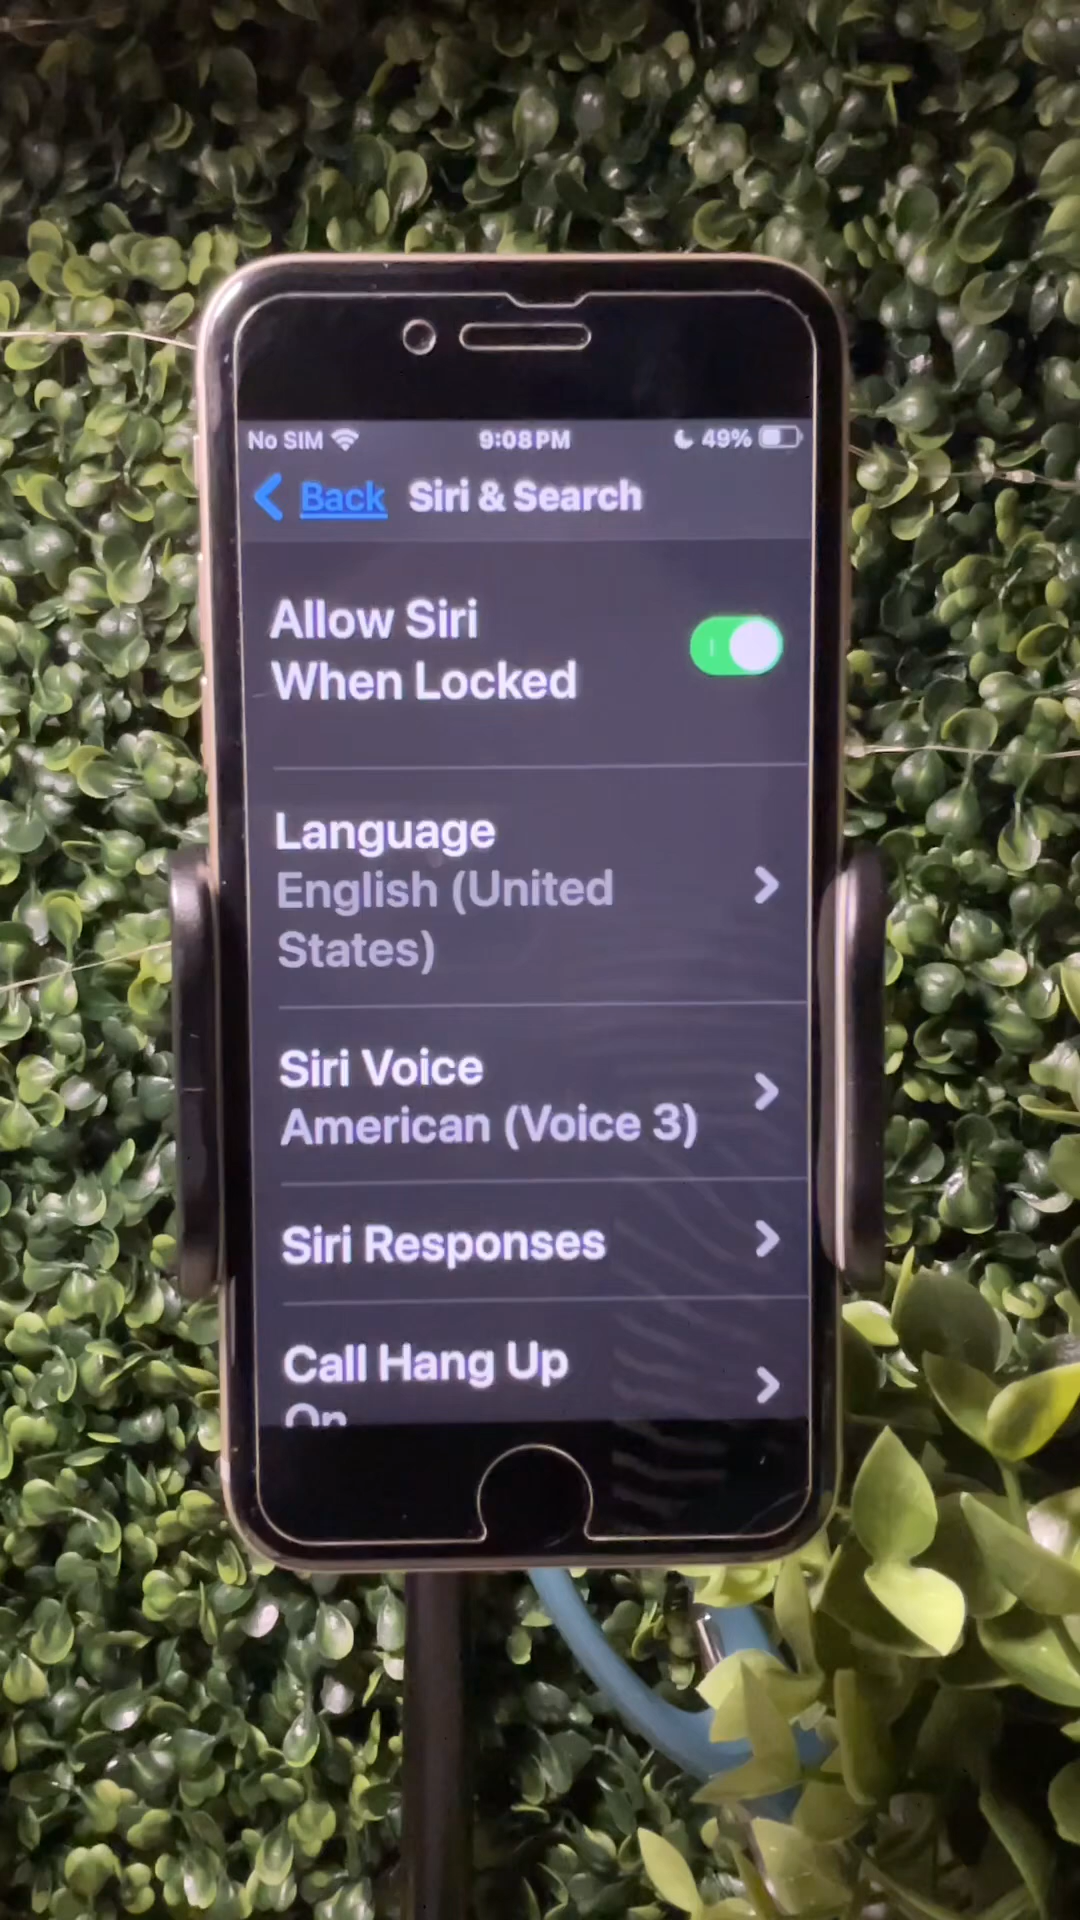 No SIM 9:08 PM 49%
Back Siri & Search
Allow Siri
When Locked
Language
English (United
States)
Siri Voice
American (Voice 3)
Siri Responses
Call Hang Up
On